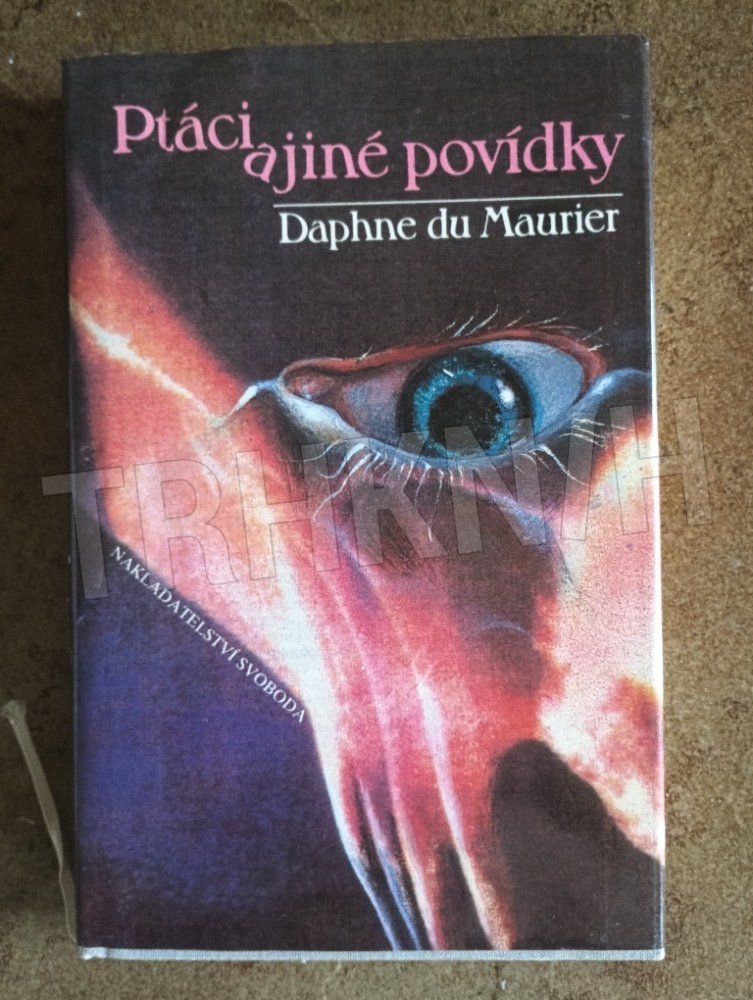 Ptáci
a jiné povídky
Daphne du Maurier
TRHKNIH
NAKLADATELSTVÍ SVOBODA